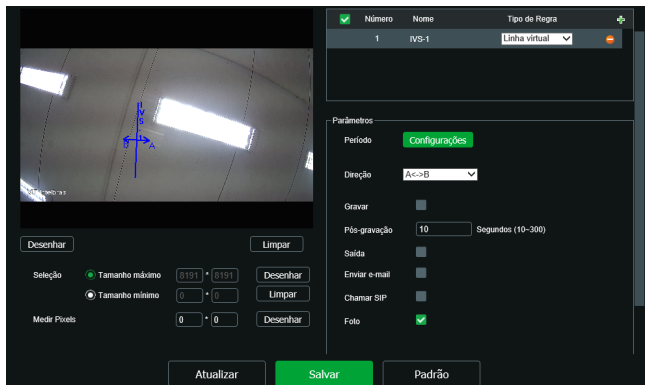 Número Nome Tipo de Regra
1 IVS-1 Linha virtual
I
V
S
B A
Parâmetros
Período Configurações
Direção A<->B
Gravar
Pós-gravação 10 Segundos (10~300)
Saída
Enviar e-mail
Chamar SIP
Foto
Desenhar Limpar
Seleção Tamanho máximo 8191 * 8191 Desenhar
Tamanho mínimo 0 * 0 Limpar
Medir Pixels 0 * 0 Desenhar
Atualizar Salvar Padrão